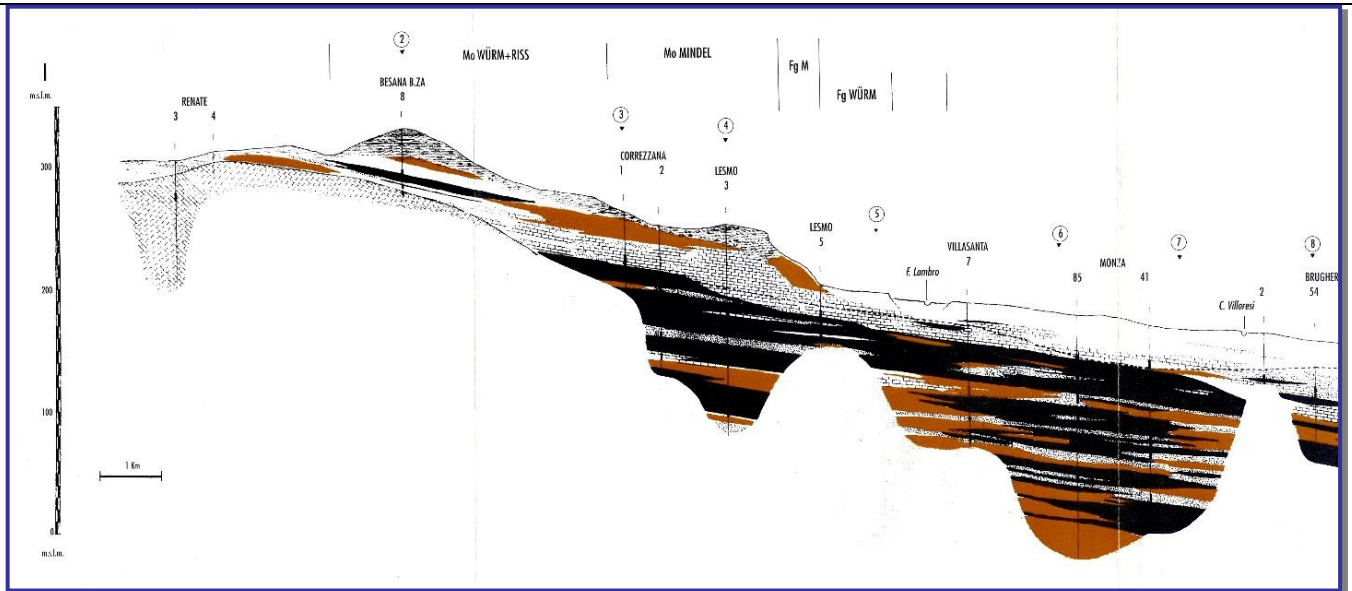 2
Mo WÜRM+RISS
Mo MINDEL
Fg M
Fg WÜRM
m.s.l.m.
RENATE
3 4
BESANA B.ZA
8
3
4
CORREZZANA
1 2
LESMO
3
LESMO
5
5
F. Lambro
VILLASANTA
7
6
MONZA
85 41
7
C. Villoresi
2
8
BRUGHER
54
300
200
100
0
m.s.l.m.
1 Km